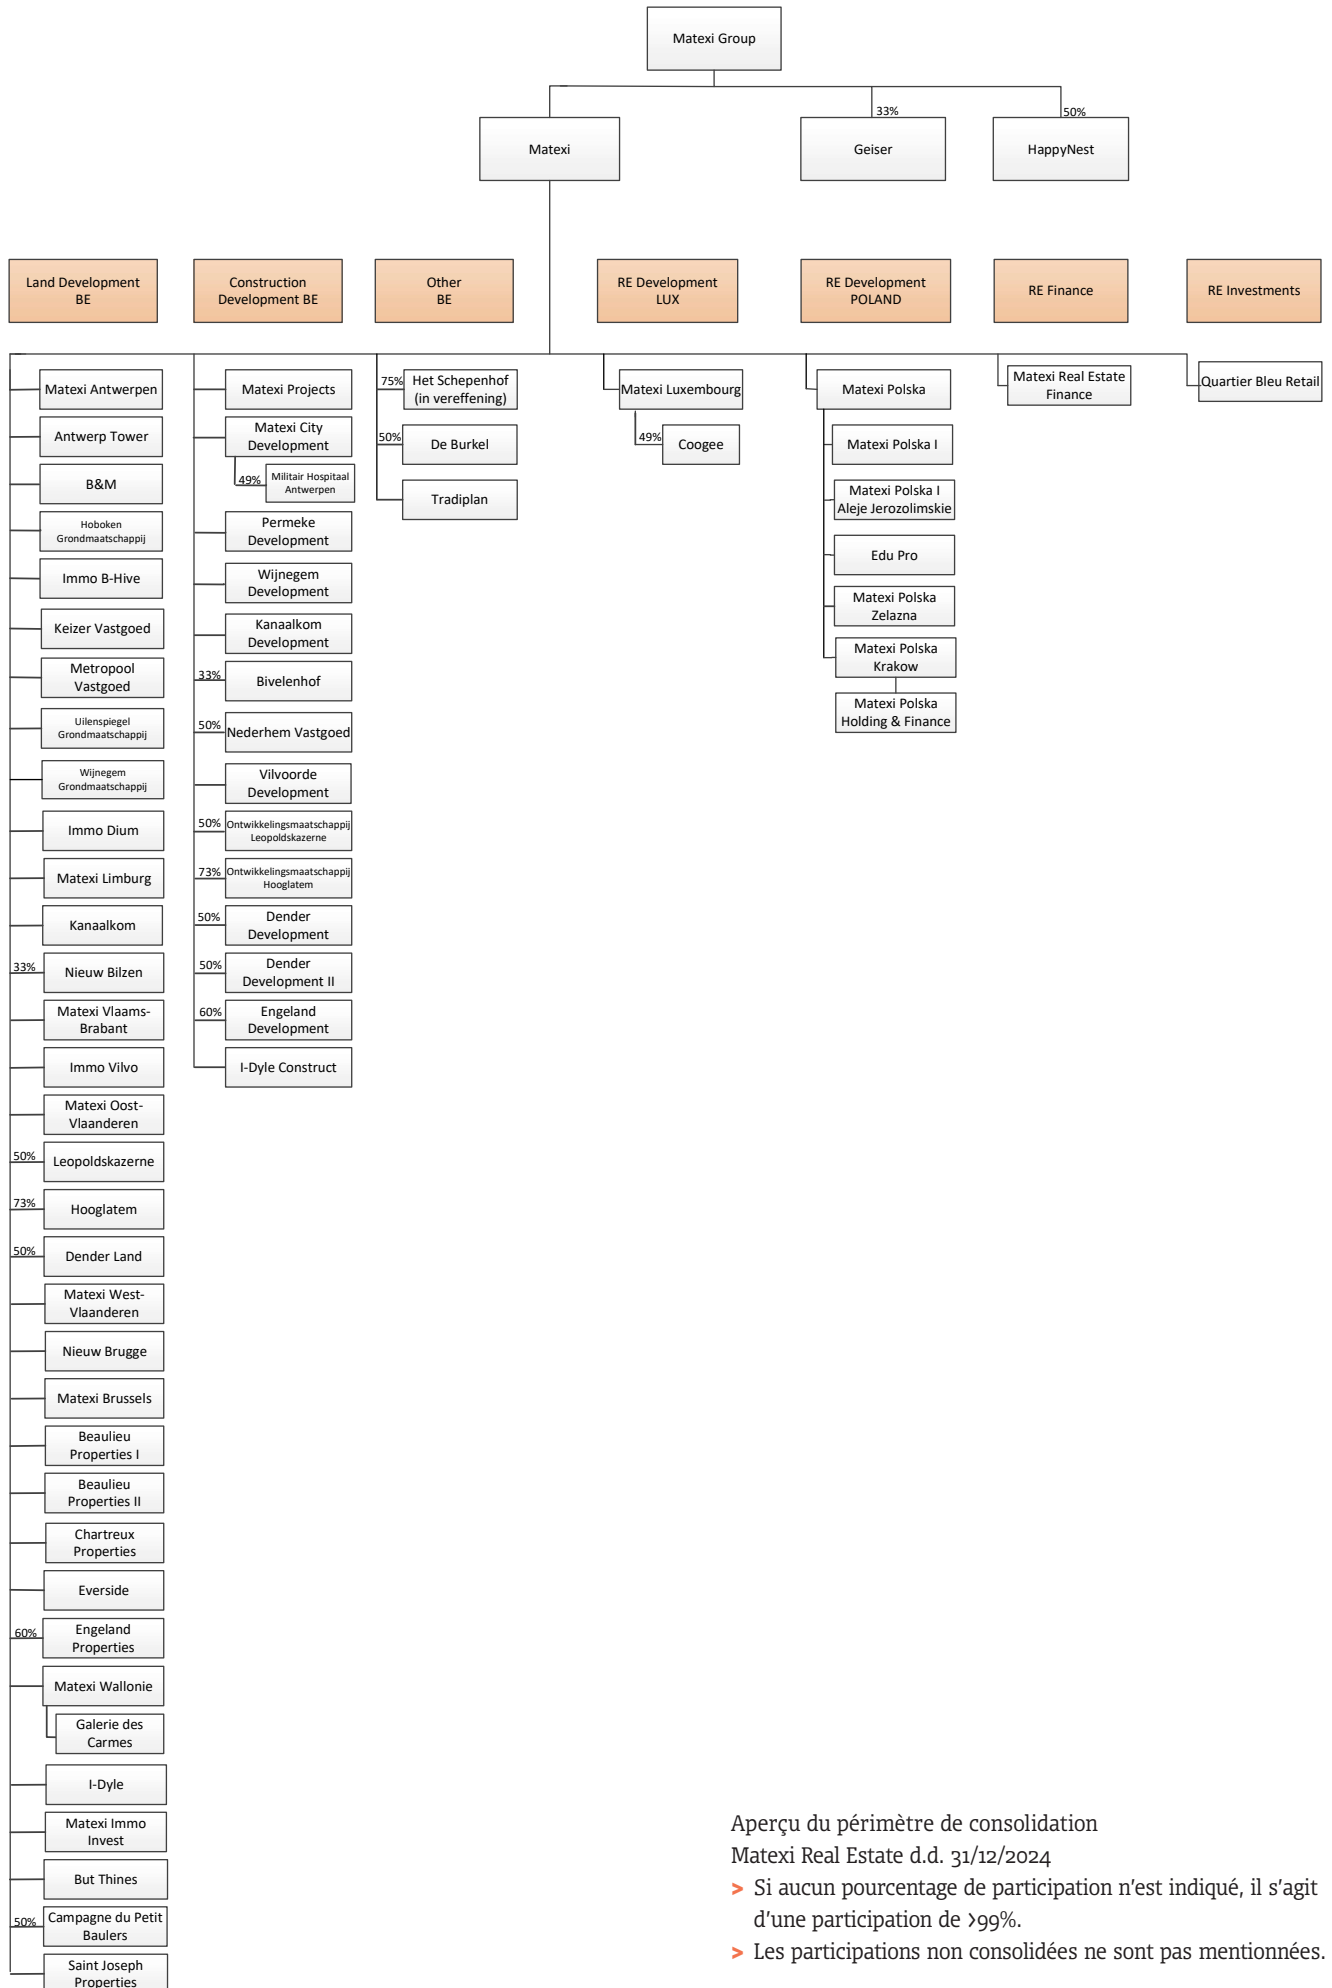 Matexi Group
Matexi
33%
Geiser
50%
HappyNest
Land Development
BE
Construction
Development BE
Other
BE
RE Development
LUX
RE Development
POLAND
RE Finance
RE Investments
Matexi Antwerpen
Antwerp Tower
B&M
Hoboken
Grondmaatschappij
Immo B-Hive
Keizer Vastgoed
Metropool
Vastgoed
Uilenspiegel
Grondmaatschappij
Wijnegem
Grondmaatschappij
Immo Dium
Matexi Limburg
Kanaalkom
33%
Nieuw Bilzen
Matexi Vlaams-
Brabant
Immo Vilvo
Matexi Oost-
Vlaanderen
50%
Leopoldskazerne
73%
Hooglatem
50%
Dender Land
Matexi West-
Vlaanderen
Nieuw Brugge
Matexi Brussels
Beaulieu
Properties I
Beaulieu
Properties II
Chartreux
Properties
Everside
60%
Engeland
Properties
Matexi Wallonie
Galerie des
Carmes
I-Dyle
Matexi Immo
Invest
But Thines
50%
Campagne du Petit
Baulers
Saint Joseph
Properties
Matexi Projects
Matexi City
Development
49%
Militair Hospitaal
Antwerpen
Permeke
Development
Wijnegem
Development
Kanaalkom
Development
33%
Bivelenhof
50%
Nederhem Vastgoed
Vilvoorde
Development
50%
Ontwikkelingsmaatschappij
Leopoldskazerne
73%
Ontwikkelingsmaatschappij
Hooglatem
50%
Dender
Development
50%
Dender
Development II
60%
Engeland
Development
I-Dyle Construct
75%
Het Schepenhof
(in vereffening)
50%
De Burkel
Tradiplan
Matexi Luxembourg
49%
Coogee
Matexi Polska
Matexi Polska I
Matexi Polska I
Aleje Jerozolimskie
Edu Pro
Matexi Polska
Zelazna
Matexi Polska
Krakow
Matexi Polska
Holding & Finance
Matexi Real Estate
Finance
Quartier Bleu Retail
Aperçu du périmètre de consolidation
Matexi Real Estate d.d. 31/12/2024
> Si aucun pourcentage de participation n'est indiqué, il s'agit
d'une participation de >99%.
> Les participations non consolidées ne sont pas mentionnées.